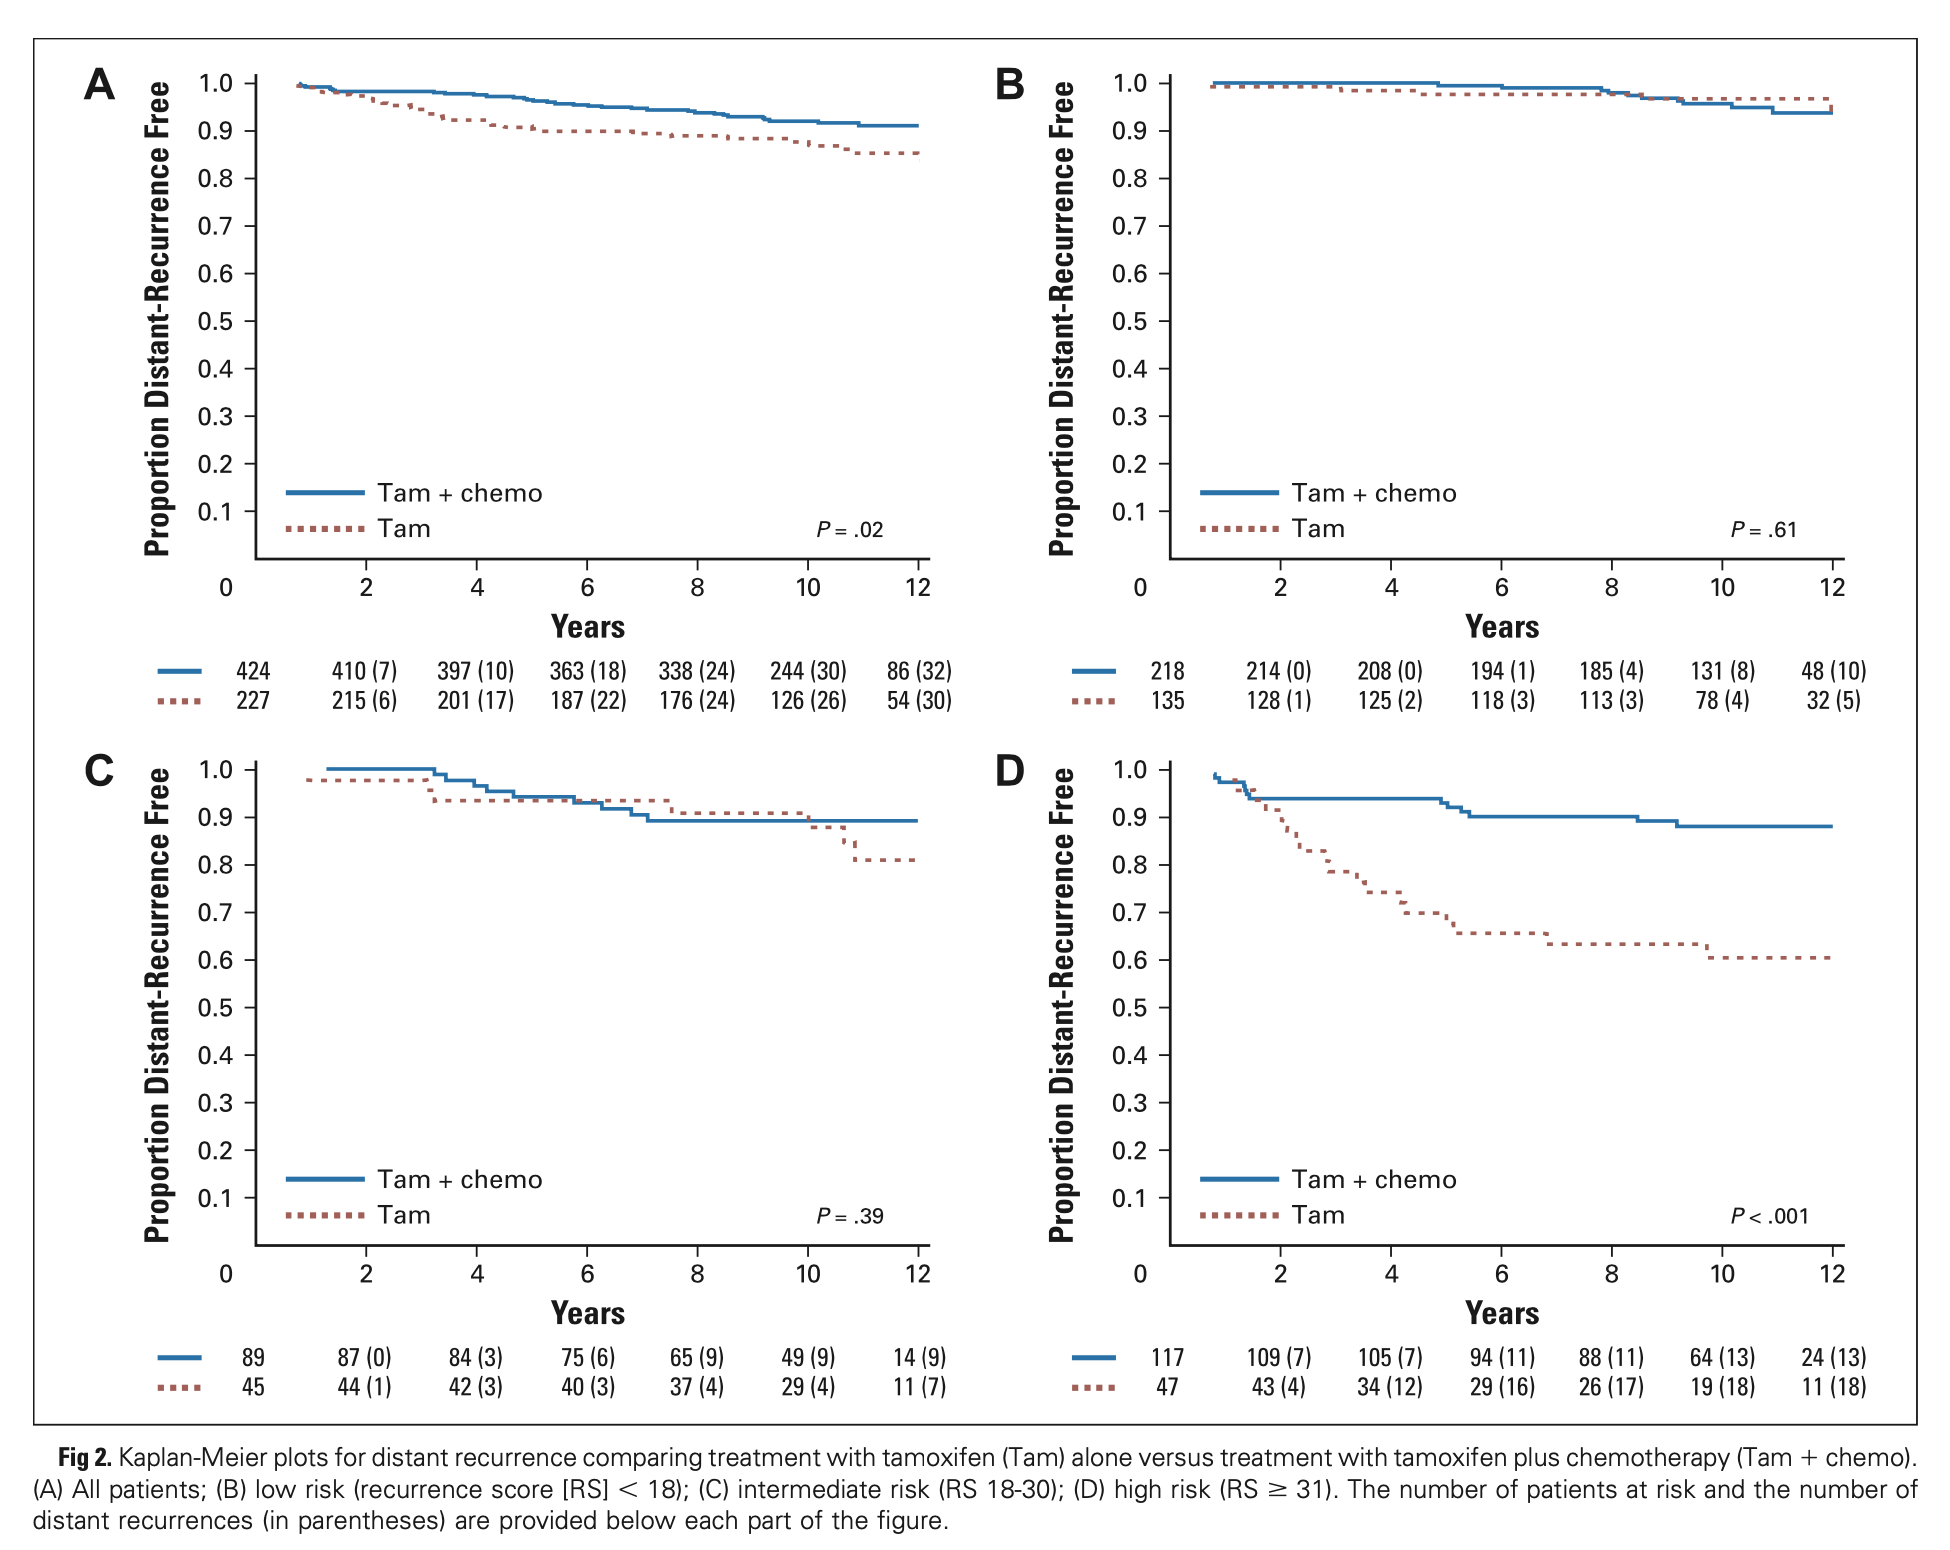 A
Proportion Distant-Recurrence Free
1.0
0.9
0.8
0.7
0.6
0.5
0.4
0.3
0.2
0.1
Tam + chemo
Tam
P = .02
0 2 4 6 8 10 12
Years
424 410 (7) 397 (10) 363 (18) 338 (24) 244 (30) 86 (32)
227 215 (6) 201 (17) 187 (22) 176 (24) 126 (26) 54 (30)
B
Proportion Distant-Recurrence Free
1.0
0.9
0.8
0.7
0.6
0.5
0.4
0.3
0.2
0.1
Tam + chemo
Tam
P = .61
0 2 4 6 8 10 12
Years
218 214 (0) 208 (0) 194 (1) 185 (4) 131 (8) 48 (10)
135 128 (1) 125 (2) 118 (3) 113 (3) 78 (4) 32 (5)
C
Proportion Distant-Recurrence Free
1.0
0.9
0.8
0.7
0.6
0.5
0.4
0.3
0.2
0.1
Tam + chemo
Tam
P = .39
0 2 4 6 8 10 12
Years
89 87 (0) 84 (3) 75 (6) 65 (9) 49 (9) 14 (9)
45 44 (1) 42 (3) 40 (3) 37 (4) 29 (4) 11 (7)
D
Proportion Distant-Recurrence Free
1.0
0.9
0.8
0.7
0.6
0.5
0.4
0.3
0.2
0.1
Tam + chemo
Tam
P < .001
0 2 4 6 8 10 12
Years
117 109 (7) 105 (7) 94 (11) 88 (11) 64 (13) 24 (13)
47 43 (4) 34 (12) 29 (16) 26 (17) 19 (18) 11 (18)
Fig 2. Kaplan-Meier plots for distant recurrence comparing treatment with tamoxifen (Tam) alone versus treatment with tamoxifen plus chemotherapy (Tam + chemo).
(A) All patients; (B) low risk (recurrence score [RS] < 18); (C) intermediate risk (RS 18-30); (D) high risk (RS ≥ 31). The number of patients at risk and the number of
distant recurrences (in parentheses) are provided below each part of the figure.